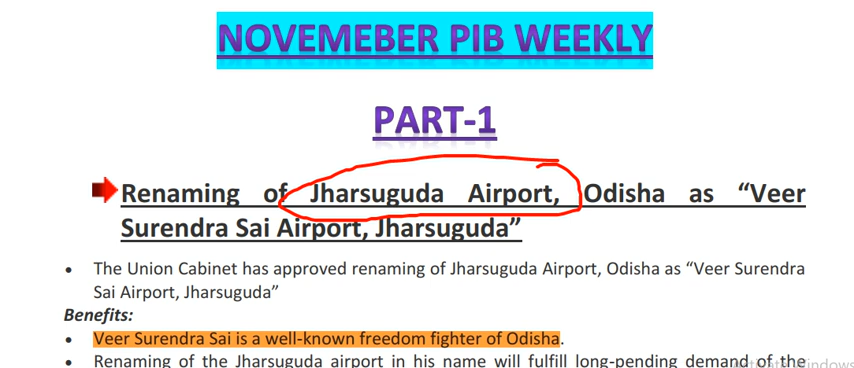 NOVEMEBER PIB WEEKLY
PART-1
Renaming of Jharsuguda Airport, Odisha as “Veer
Surendra Sai Airport, Jharsuguda”
• The Union Cabinet has approved renaming of Jharsuguda Airport, Odisha as “Veer Surendra
Sai Airport, Jharsuguda”
Benefits:
• Veer Surendra Sai is a well-known freedom fighter of Odisha.
• Renaming of the Jharsuguda airport in his name will fulfill long-pending demand of the
Activate Windows